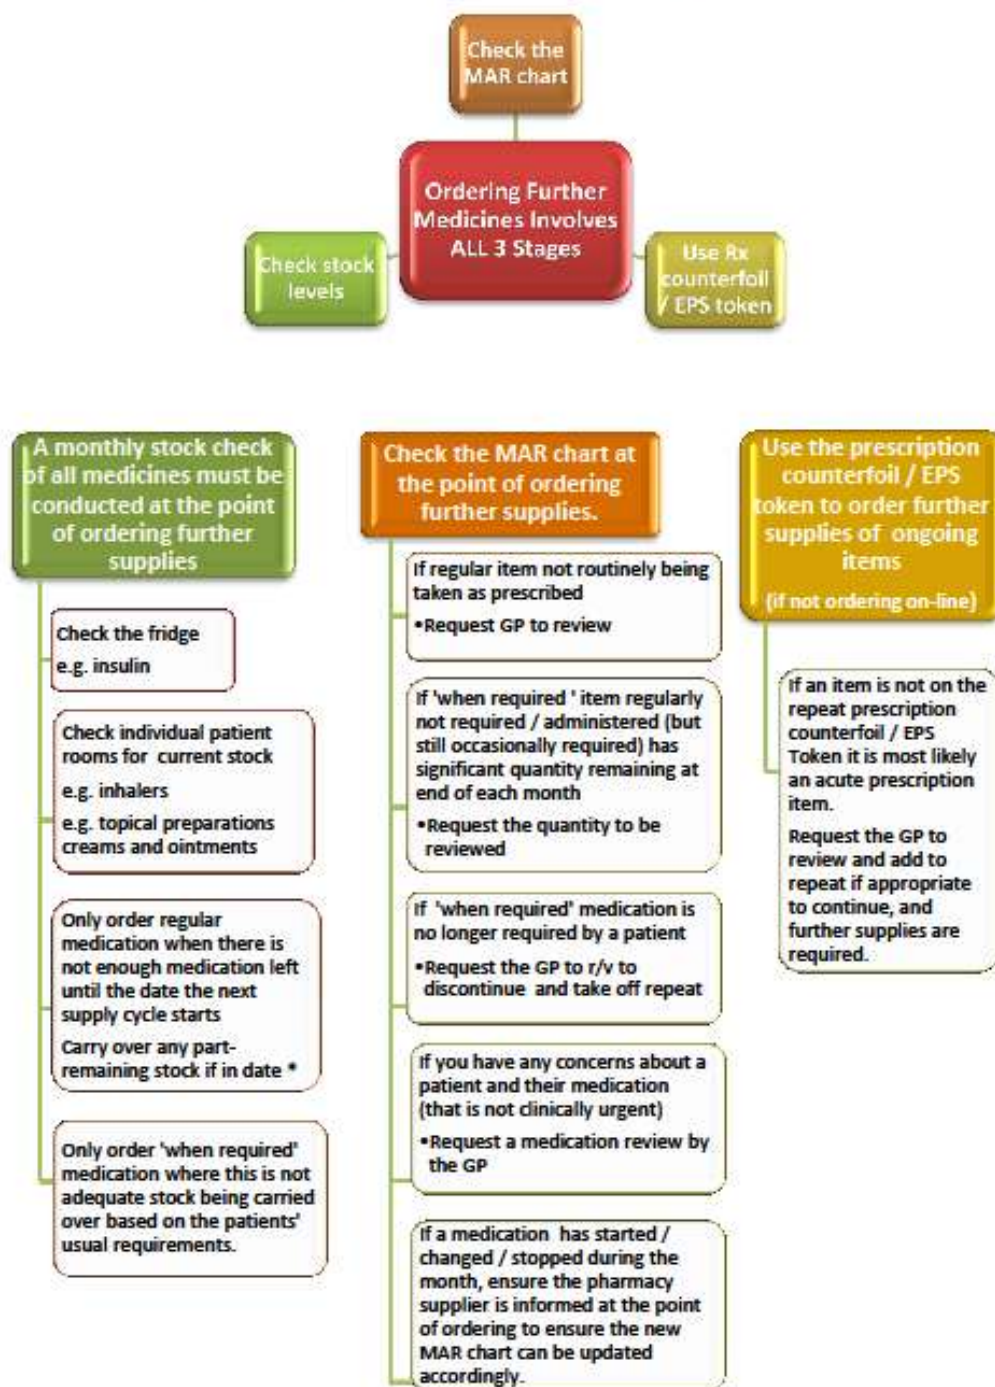 Check the
MAR chart
Ordering Further
Medicines Involves
ALL 3 Stages
Check stock
levels
Use Rx
counterfoil
/ EPS token
A monthly stock check
of all medicines must be
conducted at the point
of ordering further
supplies
Check the fridge
e.g. insulin
Check individual patient
rooms for current stock
e.g. inhalers
e.g. topical preparations
creams and ointments
Only order regular
medication when there is
not enough medication left
until the date the next
supply cycle starts
Carry over any part-
remaining stock if in date *
Only order 'when required'
medication where this is not
adequate stock being carried
over based on the patients'
usual requirements.
Check the MAR chart at
the point of ordering
further supplies.
If regular item not routinely being
taken as prescribed
•Request GP to review
If 'when required ' item regularly
not required / administered (but
still occasionally required) has
significant quantity remaining at
end of each month
•Request the quantity to be
reviewed
If 'when required' medication is
no longer required by a patient
•Request the GP to r/v to
discontinue and take off repeat
If you have any concerns about a
patient and their medication
(that is not clinically urgent)
•Request a medication review by
the GP
If a medication has started /
changed / stopped during the
month, ensure the pharmacy
supplier is informed at the point
of ordering to ensure the new
MAR chart can be updated
accordingly.
Use the prescription
counterfoil / EPS
token to order further
supplies of ongoing
items
(if not ordering on-line)
If an item is not on the
repeat prescription
counterfoil / EPS
Token it is most likely
an acute prescription
item.
Request the GP to
review and add to
repeat if appropriate
to continue, and
further supplies are
required.